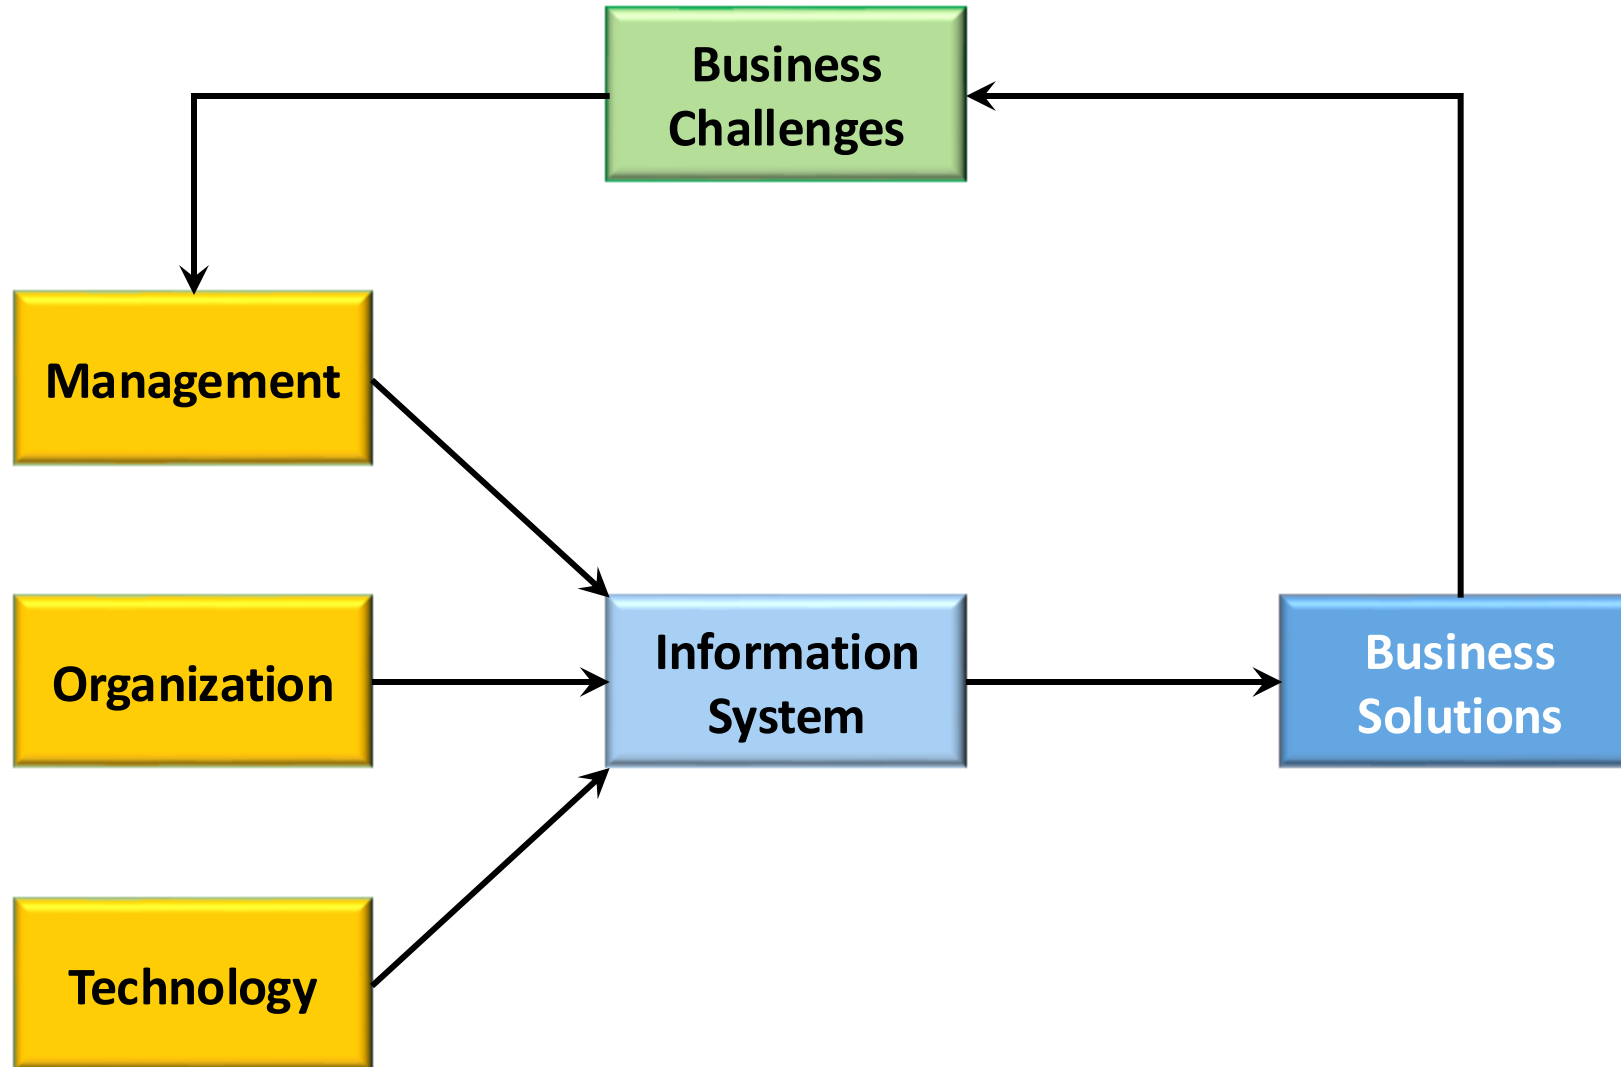 Business
Challenges
Management
Organization
Information
System
Business
Solutions
Technology